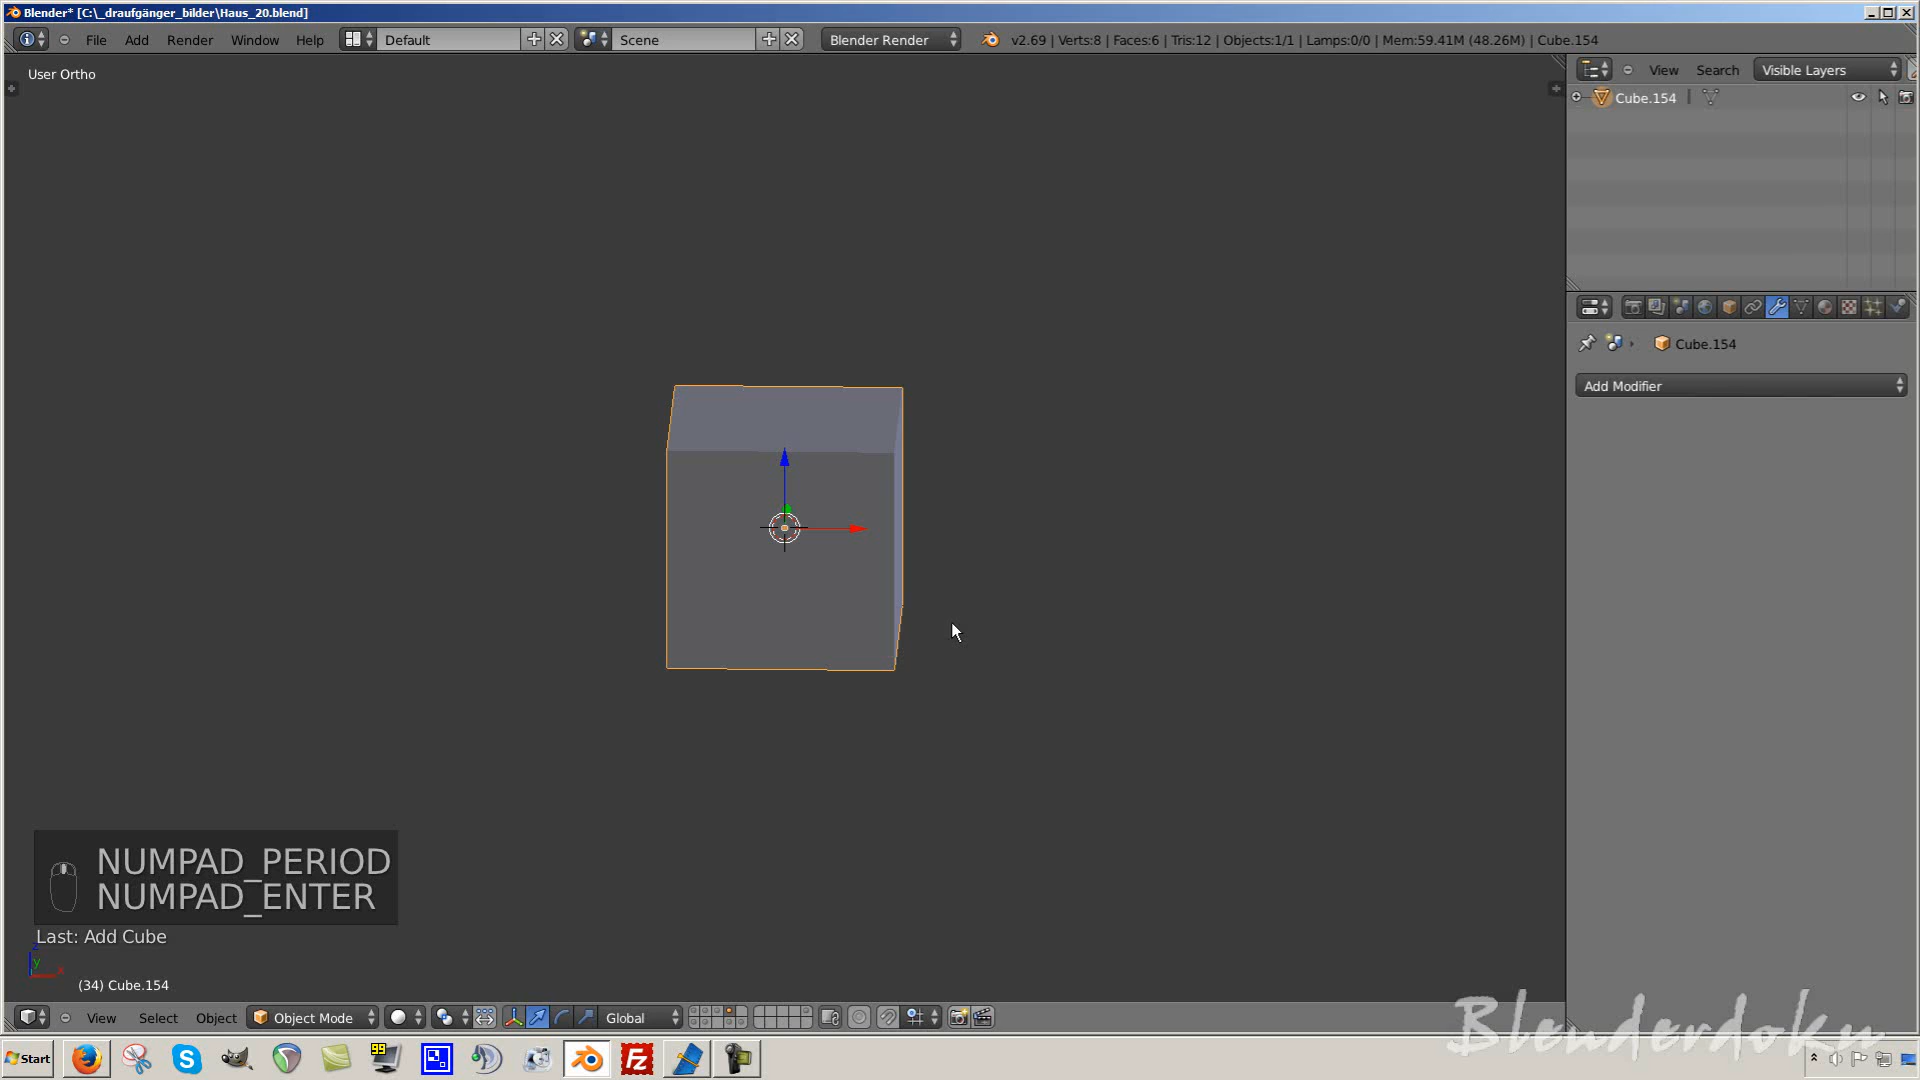 Blender* [C:\_draufgänger_bilder\Haus_20.blend]
File Add Render Window Help Default Scene Blender Render v2.69 | Verts:8 | Faces:6 | Tris:12 | Objects:1/1 | Lamps:0/0 | Mem:59.41M (48.26M) | Cube.154
User Ortho
View Search Visible Layers
Cube.154
Cube.154
Add Modifier
NUMPAD_PERIOD
NUMPAD_ENTER
Last: Add Cube
z
y x
(34) Cube.154
View Select Object Object Mode Global
Blenderdoku
Start 99